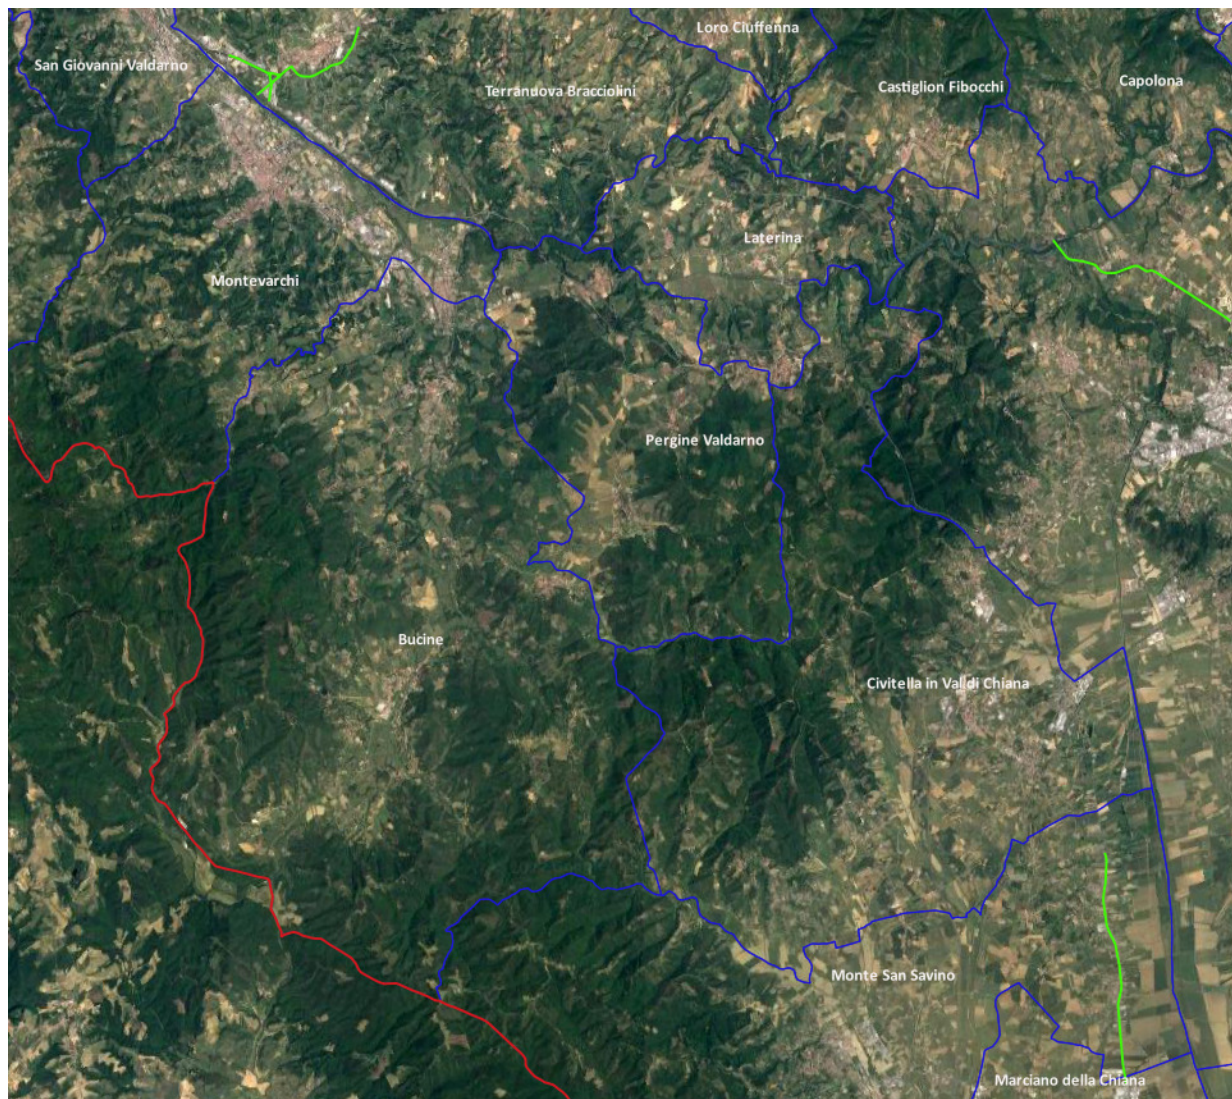 Loro Ciuffenna
San Giovanni Valdarno
Terranuova Bracciolini
Castiglion Fibocchi
Capolona
Laterina
Montevarchi
Pergine Valdarno
Bucine
Civitella in Val di Chiana
Monte San Savino
Marciano della Chiana